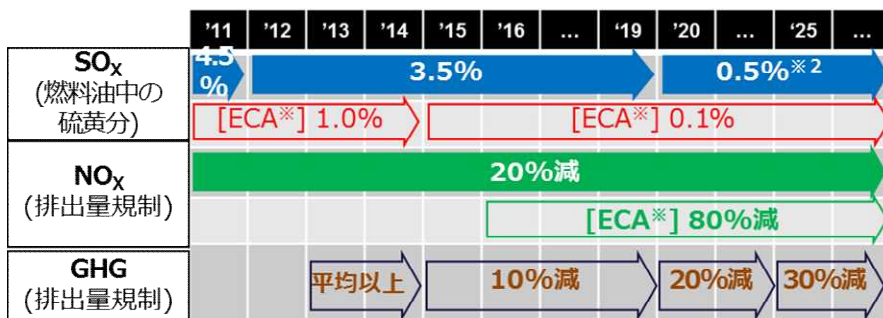 '11 '12 '13 '14 '15 '16 ... '19 '20 ... '25 ...
SOX
(燃料油中の
硫黄分)
4.5
%
3.5%
0.5%※2
[ECA※] 1.0%
[ECA※] 0.1%
NOX
(排出量規制)
20%減
[ECA※] 80%減
GHG
(排出量規制)
平均以上
10%減
20%減
30%減